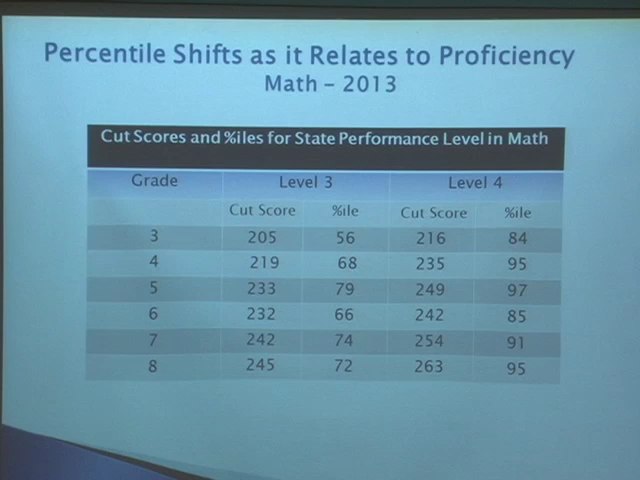 Percentile Shifts as it Relates to Proficiency
Math – 2013
Cut Scores and %iles for State Performance Level in Math
Grade Level 3 Level 4
Cut Score %ile Cut Score %ile
3 205 56 216 84
4 219 68 235 95
5 233 79 249 97
6 232 66 242 85
7 242 74 254 91
8 245 72 263 95